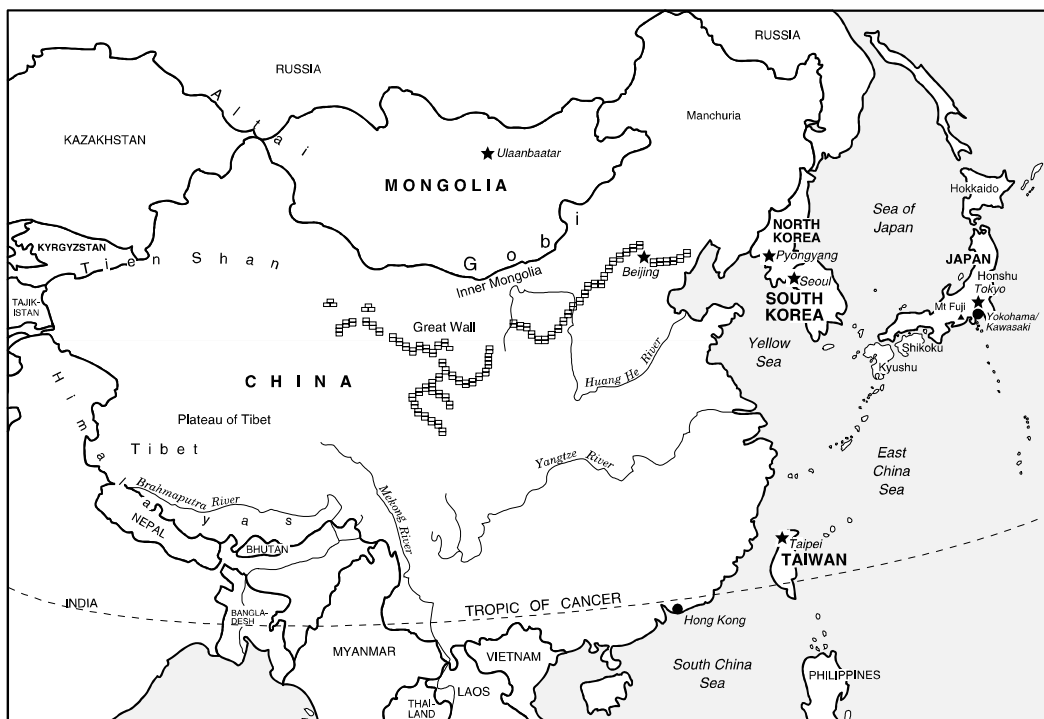 RUSSIA
RUSSIA
KAZAKHSTAN
Altai
Manchuria
Ulaanbaatar
MONGOLIA
Hokkaido
Sea of
Japan
NORTH
KOREA
KYRGYZSTAN
Tien Shan
Gobi
Inner Mongolia
Beijing
Pyongyang
JAPAN
Honshu
Tokyo
Seoul
SOUTH
KOREA
TAJIK-
ISTAN
Mt Fuji
Yokohama/
Kawasaki
Great Wall
Yellow
Sea
Shikoku
Kyushu
Huang He River
CHINA
Himalayas
Plateau of Tibet
Tibet
East
China
Sea
Yangtze River
Mekong River
Brahmaputra River
NEPAL
BHUTAN
Taipei
TAIWAN
INDIA
BANGLA-
DESH
TROPIC OF CANCER
Hong Kong
MYANMAR
VIETNAM
LAOS
THAI-
LAND
South China
Sea
PHILIPPINES